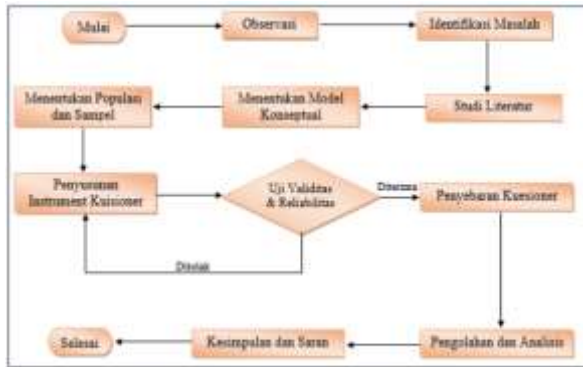 Mulai
Observasi
Identifikasi Masalah
Studi Literatur
Menentukan Model
Konseptual
Menentukan Populasi
dan Sampel
Penyusunan
Instrument Kuisioner
Uji Validitas
& Reliabilitas
Diterima
Ditolak
Penyebaran Kuesioner
Pengolahan dan Analisis
Kesimpulan dan Saran
Selesai